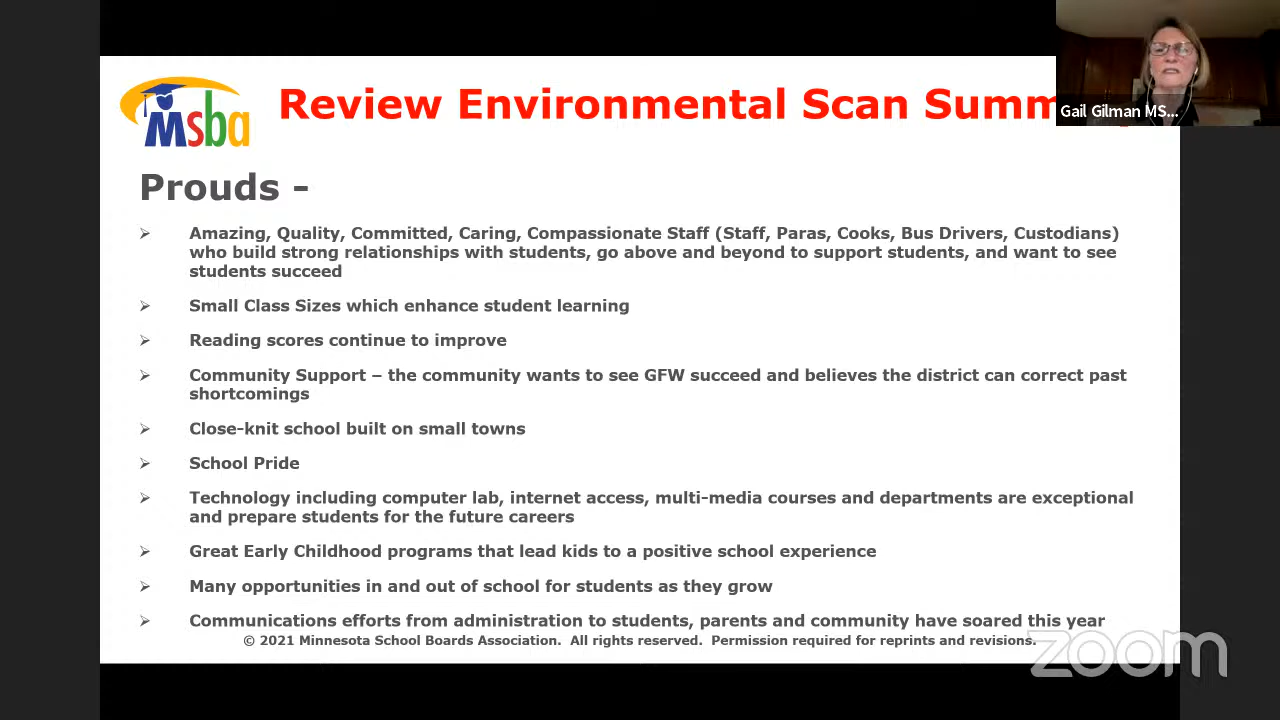 msba
Review Environmental Scan Summ
Gail Gilman MS...
Prouds -
➢ Amazing, Quality, Committed, Caring, Compassionate Staff (Staff, Paras, Cooks, Bus Drivers, Custodians)
who build strong relationships with students, go above and beyond to support students, and want to see
students succeed
➢ Small Class Sizes which enhance student learning
➢ Reading scores continue to improve
➢ Community Support – the community wants to see GFW succeed and believes the district can correct past
shortcomings
➢ Close-knit school built on small towns
➢ School Pride
➢ Technology including computer lab, internet access, multi-media courses and departments are exceptional
and prepare students for the future careers
➢ Great Early Childhood programs that lead kids to a positive school experience
➢ Many opportunities in and out of school for students as they grow
➢ Communications efforts from administration to students, parents and community have soared this year
© 2021 Minnesota School Boards Association. All rights reserved. Permission required for reprints and revisions.
zoom